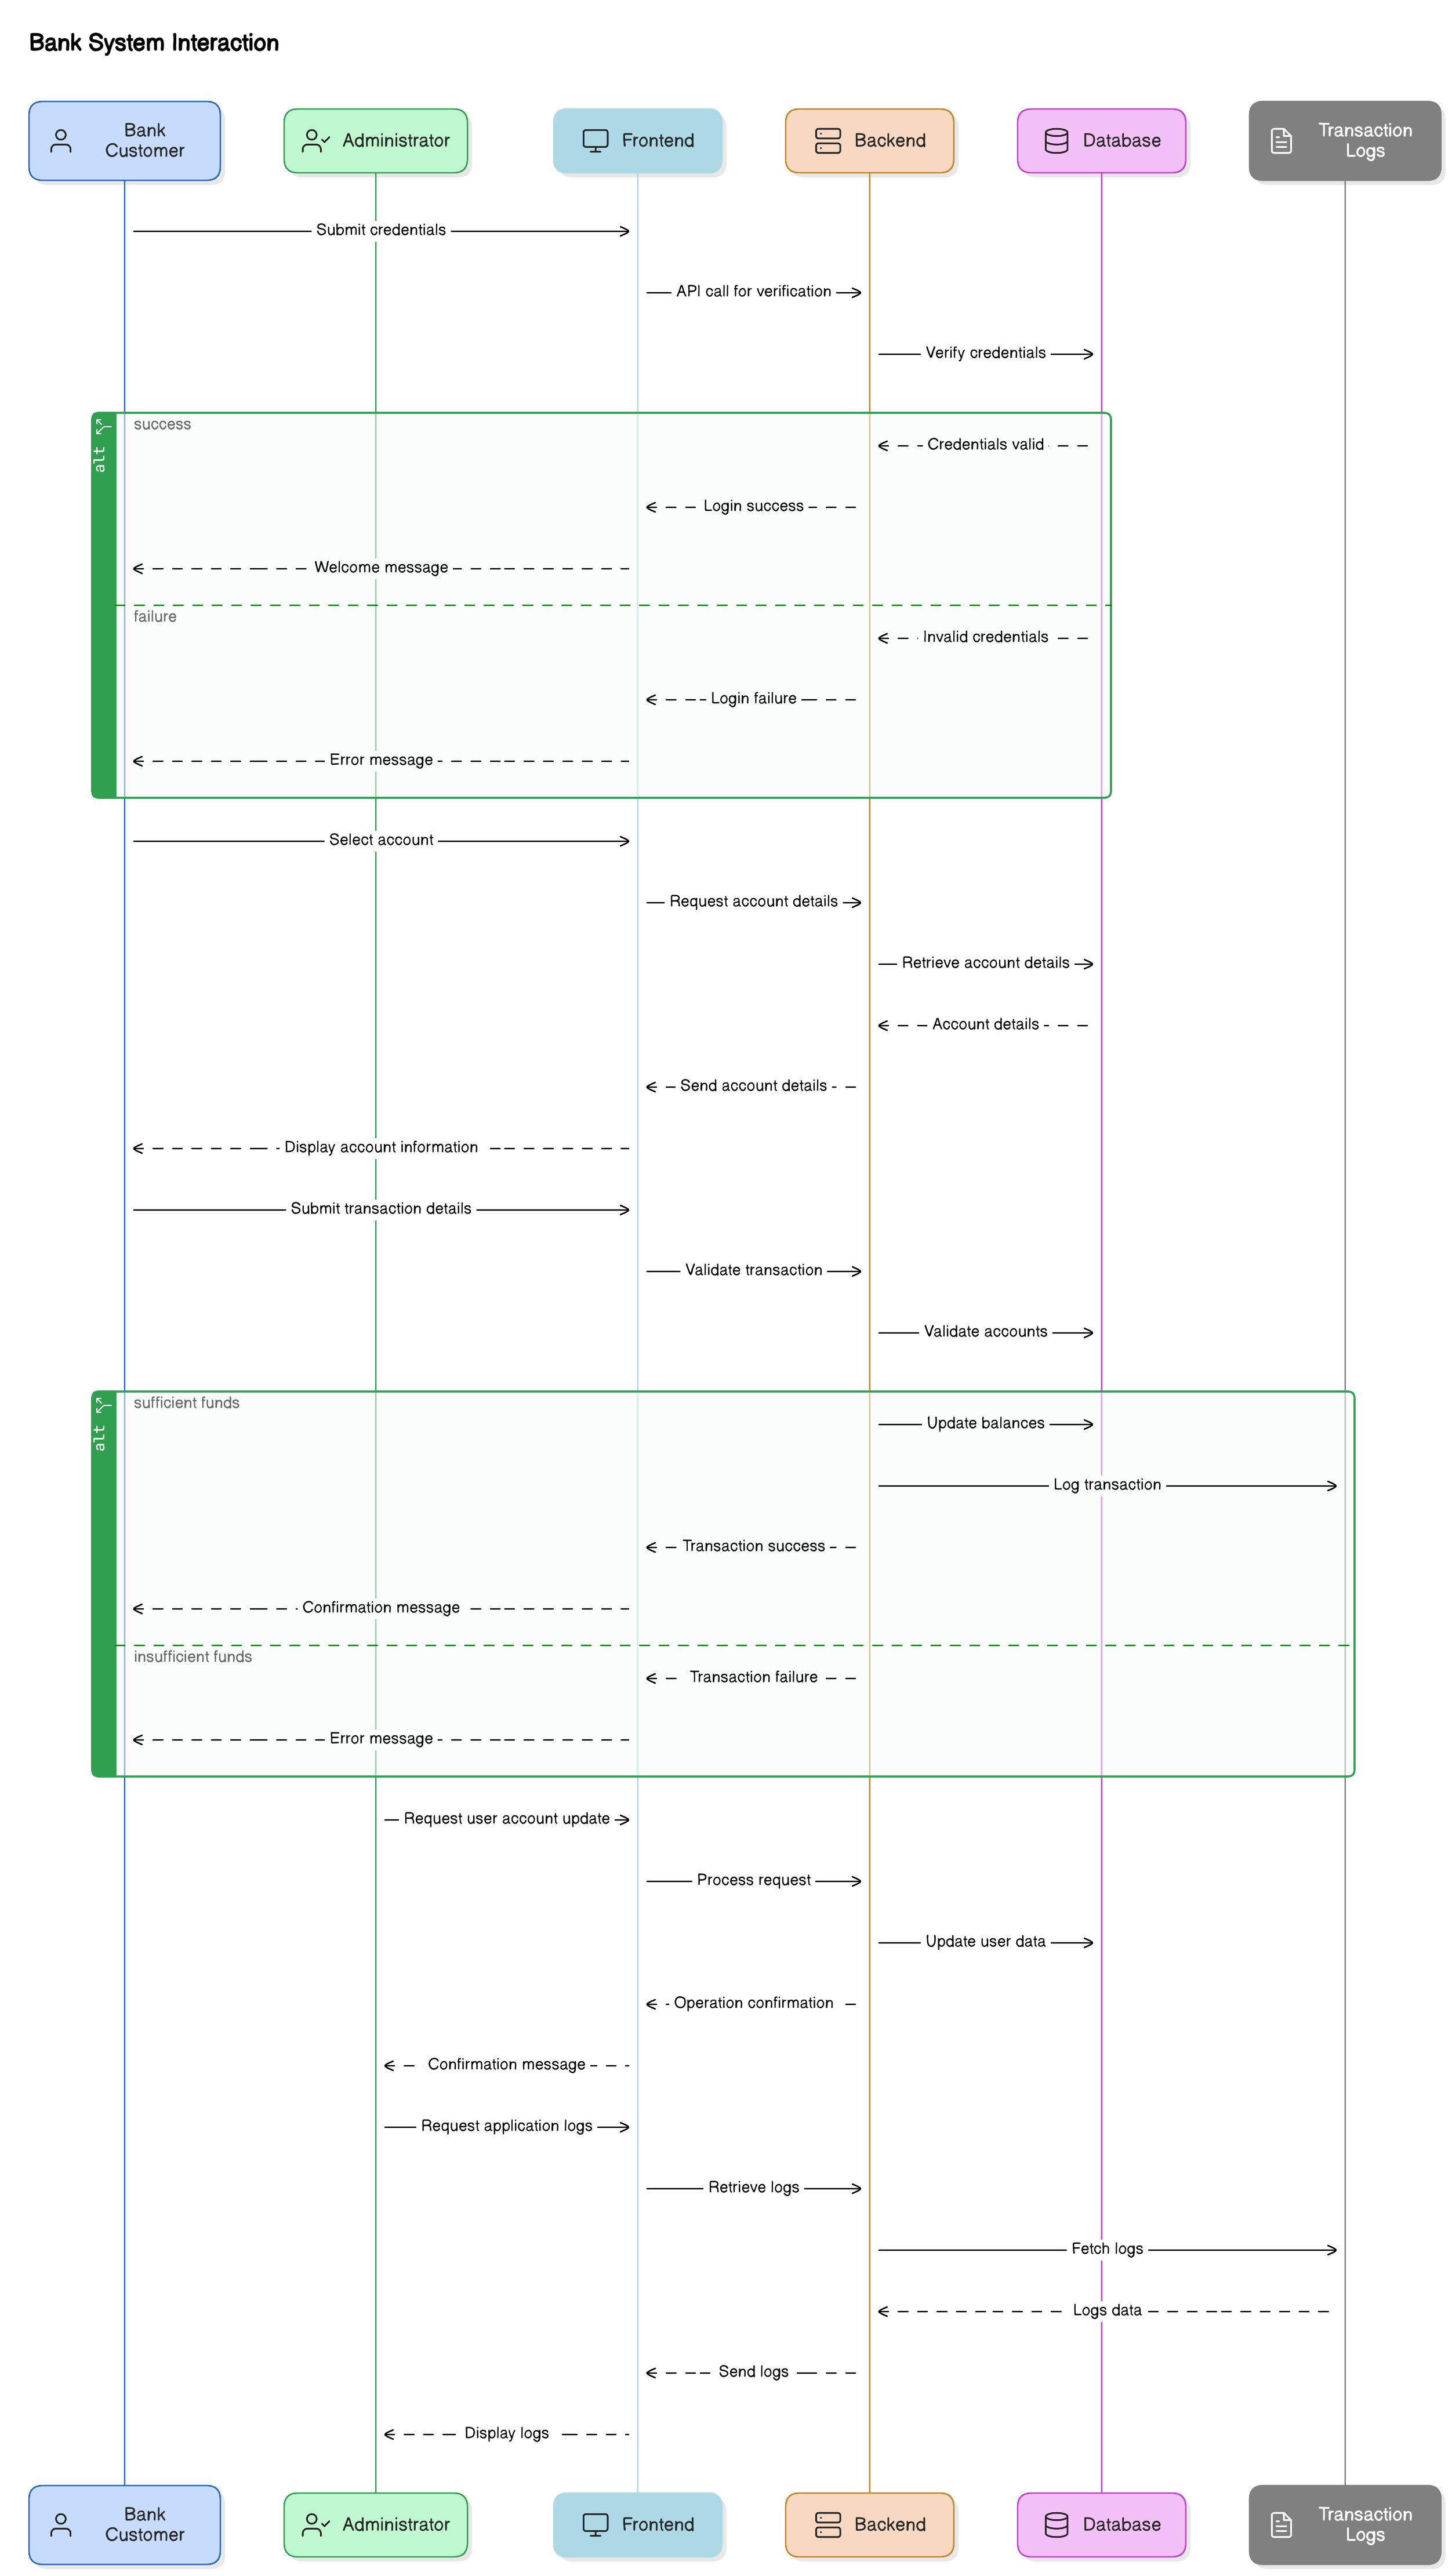 Bank System Interaction
Bank
Customer
Administrator
Frontend
Backend
Database
Transaction
Logs
Submit credentials
API call for verification
Verify credentials
alt
success
Credentials valid
Login success
Welcome message
failure
Invalid credentials
Login failure
Error message
Select account
Request account details
Retrieve account details
Account details
Send account details
Display account information
Submit transaction details
Validate transaction
Validate accounts
alt
sufficient funds
Update balances
Log transaction
Transaction success
Confirmation message
insufficient funds
Transaction failure
Error message
Request user account update
Process request
Update user data
Operation confirmation
Confirmation message
Request application logs
Retrieve logs
Fetch logs
Logs data
Send logs
Display logs
Bank
Customer
Administrator
Frontend
Backend
Database
Transaction
Logs